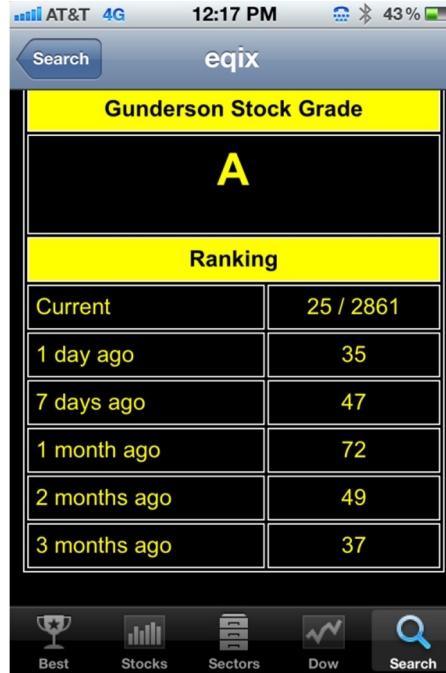 AT&T 4G 12:17 PM 43%
Search eqix
Gunderson Stock Grade
A
Ranking
Current 25 / 2861
1 day ago 35
7 days ago 47
1 month ago 72
2 months ago 49
3 months ago 37
Best Stocks Sectors Dow Search